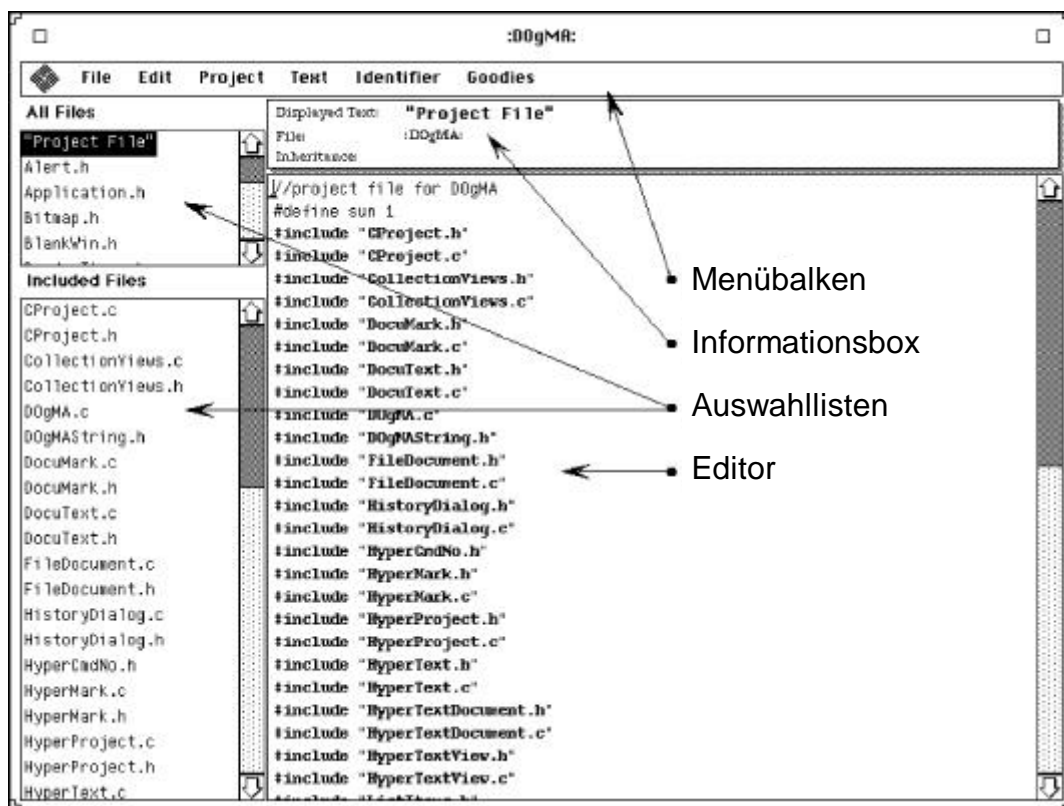 :DOgMA:
File Edit Project Text Identifier Goodies
All Files
"Project File"
Alert.h
Application.h
Bitmap.h
BlankWin.h
Included Files
CProject.c
CProject.h
CollectionViews.c
CollectionViews.h
DOgMA.c
DOgMAString.h
DocuMark.c
DocuMark.h
DocuText.c
DocuText.h
FileDocument.c
FileDocument.h
HistoryDialog.c
HistoryDialog.h
HyperCmdNo.h
HyperMark.c
HyperMark.h
HyperProject.c
HyperProject.h
HyperText.c
Displayed Text: "Project File"
File: :DOgMA:
Inheritance:
//project file for DOgMA
#define sun 1
#include "CProject.h"
#include "CProject.c"
#include "CollectionViews.h"
#include "CollectionViews.c"
#include "DocuMark.h"
#include "DocuMark.c"
#include "DocuText.h"
#include "DocuText.c"
#include "DOgMA.c"
#include "DOgMAString.h"
#include "FileDocument.h"
#include "FileDocument.c"
#include "HistoryDialog.h"
#include "HistoryDialog.c"
#include "HyperCmdNo.h"
#include "HyperMark.h"
#include "HyperMark.c"
#include "HyperProject.h"
#include "HyperProject.c"
#include "HyperText.h"
#include "HyperText.c"
#include "HyperTextDocument.h"
#include "HyperTextDocument.c"
#include "HyperTextView.h"
#include "HyperTextView.c"
Menübalken
Informationsbox
Auswahllisten
Editor